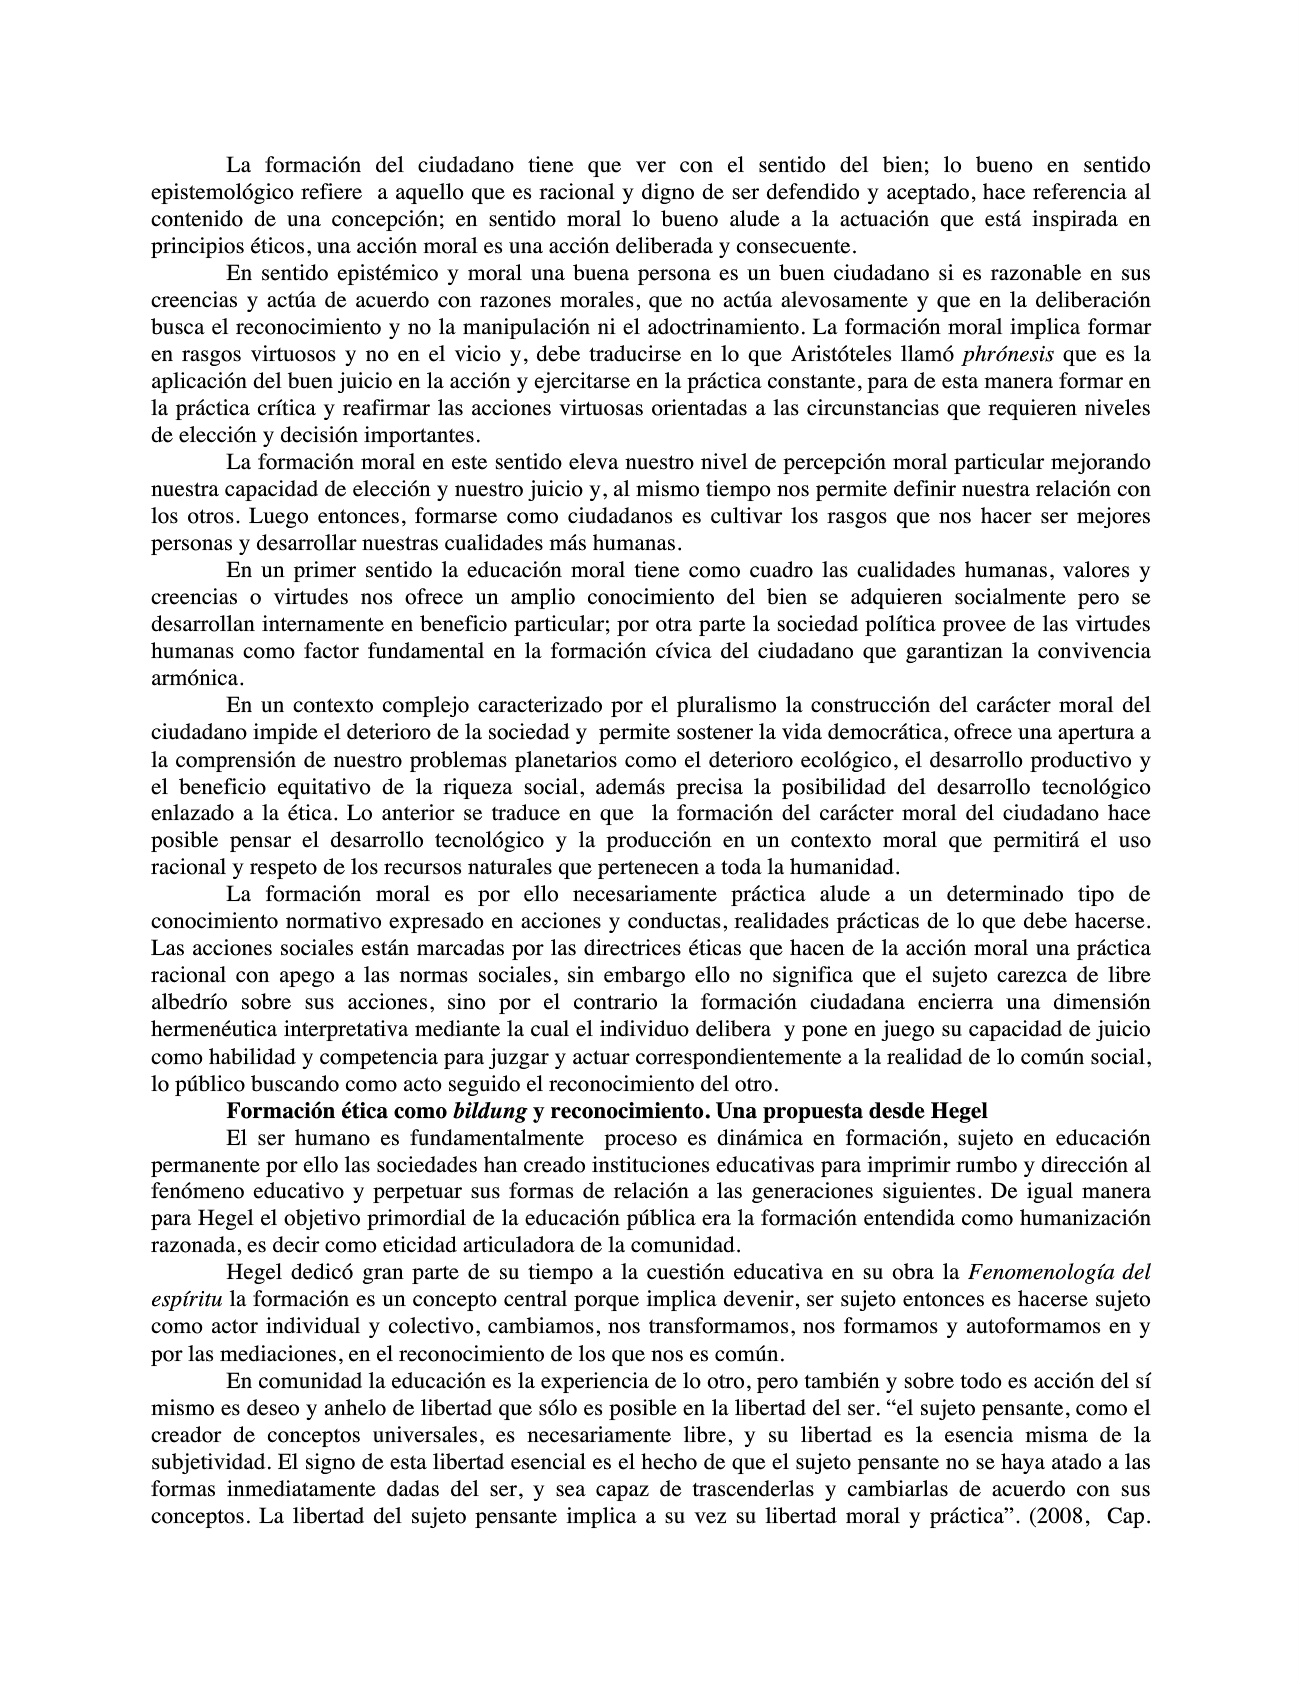 La formación del ciudadano tiene que ver con el sentido del bien; lo bueno en sentido
epistemológico refiere  a aquello que es racional y digno de ser defendido y aceptado, hace referencia al
contenido de una concepción; en sentido moral lo bueno alude a la actuación que está inspirada en
principios éticos, una acción moral es una acción deliberada y consecuente.
En sentido epistémico y moral una buena persona es un buen ciudadano si es razonable en sus
creencias y actúa de acuerdo con razones morales, que no actúa alevosamente y que en la deliberación
busca el reconocimiento y no la manipulación ni el adoctrinamiento. La formación moral implica formar
en rasgos virtuosos y no en el vicio y, debe traducirse en lo que Aristóteles llamó phrónesis que es la
aplicación del buen juicio en la acción y ejercitarse en la práctica constante, para de esta manera formar en
la práctica crítica y reafirmar las acciones virtuosas orientadas a las circunstancias que requieren niveles
de elección y decisión importantes.
La formación moral en este sentido eleva nuestro nivel de percepción moral particular mejorando
nuestra capacidad de elección y nuestro juicio y, al mismo tiempo nos permite definir nuestra relación con
los otros. Luego entonces, formarse como ciudadanos es cultivar los rasgos que nos hacer ser mejores
personas y desarrollar nuestras cualidades más humanas.
En un primer sentido la educación moral tiene como cuadro las cualidades humanas, valores y
creencias o virtudes nos ofrece un amplio conocimiento del bien se adquieren socialmente pero se
desarrollan internamente en beneficio particular; por otra parte la sociedad política provee de las virtudes
humanas como factor fundamental en la formación cívica del ciudadano que garantizan la convivencia
armónica.
En un contexto complejo caracterizado por el pluralismo la construcción del carácter moral del
ciudadano impide el deterioro de la sociedad y  permite sostener la vida democrática, ofrece una apertura a
la comprensión de nuestro problemas planetarios como el deterioro ecológico, el desarrollo productivo y
el beneficio equitativo de la riqueza social, además precisa la posibilidad del desarrollo tecnológico
enlazado a la ética. Lo anterior se traduce en que  la formación del carácter moral del ciudadano hace
posible pensar el desarrollo tecnológico y la producción en un contexto moral que permitirá el uso
racional y respeto de los recursos naturales que pertenecen a toda la humanidad.
La formación moral es por ello necesariamente práctica alude a un determinado tipo de
conocimiento normativo expresado en acciones y conductas, realidades prácticas de lo que debe hacerse.
Las acciones sociales están marcadas por las directrices éticas que hacen de la acción moral una práctica
racional con apego a las normas sociales, sin embargo ello no significa que el sujeto carezca de libre
albedrío sobre sus acciones, sino por el contrario la formación ciudadana encierra una dimensión
hermenéutica interpretativa mediante la cual el individuo delibera  y pone en juego su capacidad de juicio
como habilidad y competencia para juzgar y actuar correspondientemente a la realidad de lo común social,
lo público buscando como acto seguido el reconocimiento del otro.
Formación ética como bildung y reconocimiento. Una propuesta desde Hegel
El ser humano es fundamentalmente  proceso es dinámica en formación, sujeto en educación
permanente por ello las sociedades han creado instituciones educativas para imprimir rumbo y dirección al
fenómeno educativo y perpetuar sus formas de relación a las generaciones siguientes. De igual manera
para Hegel el objetivo primordial de la educación pública era la formación entendida como humanización
razonada, es decir como eticidad articuladora de la comunidad.
Hegel dedicó gran parte de su tiempo a la cuestión educativa en su obra la Fenomenología del
espíritu la formación es un concepto central porque implica devenir, ser sujeto entonces es hacerse sujeto
como actor individual y colectivo, cambiamos, nos transformamos, nos formamos y autoformamos en y
por las mediaciones, en el reconocimiento de los que nos es común.
En comunidad la educación es la experiencia de lo otro, pero también y sobre todo es acción del sí
mismo es deseo y anhelo de libertad que sólo es posible en la libertad del ser. “el sujeto pensante, como el
creador de conceptos universales, es necesariamente libre, y su libertad es la esencia misma de la
subjetividad. El signo de esta libertad esencial es el hecho de que el sujeto pensante no se haya atado a las
formas inmediatamente dadas del ser, y sea capaz de trascenderlas y cambiarlas de acuerdo con sus
conceptos. La libertad del sujeto pensante implica a su vez su libertad moral y práctica”. (2008,  Cap.